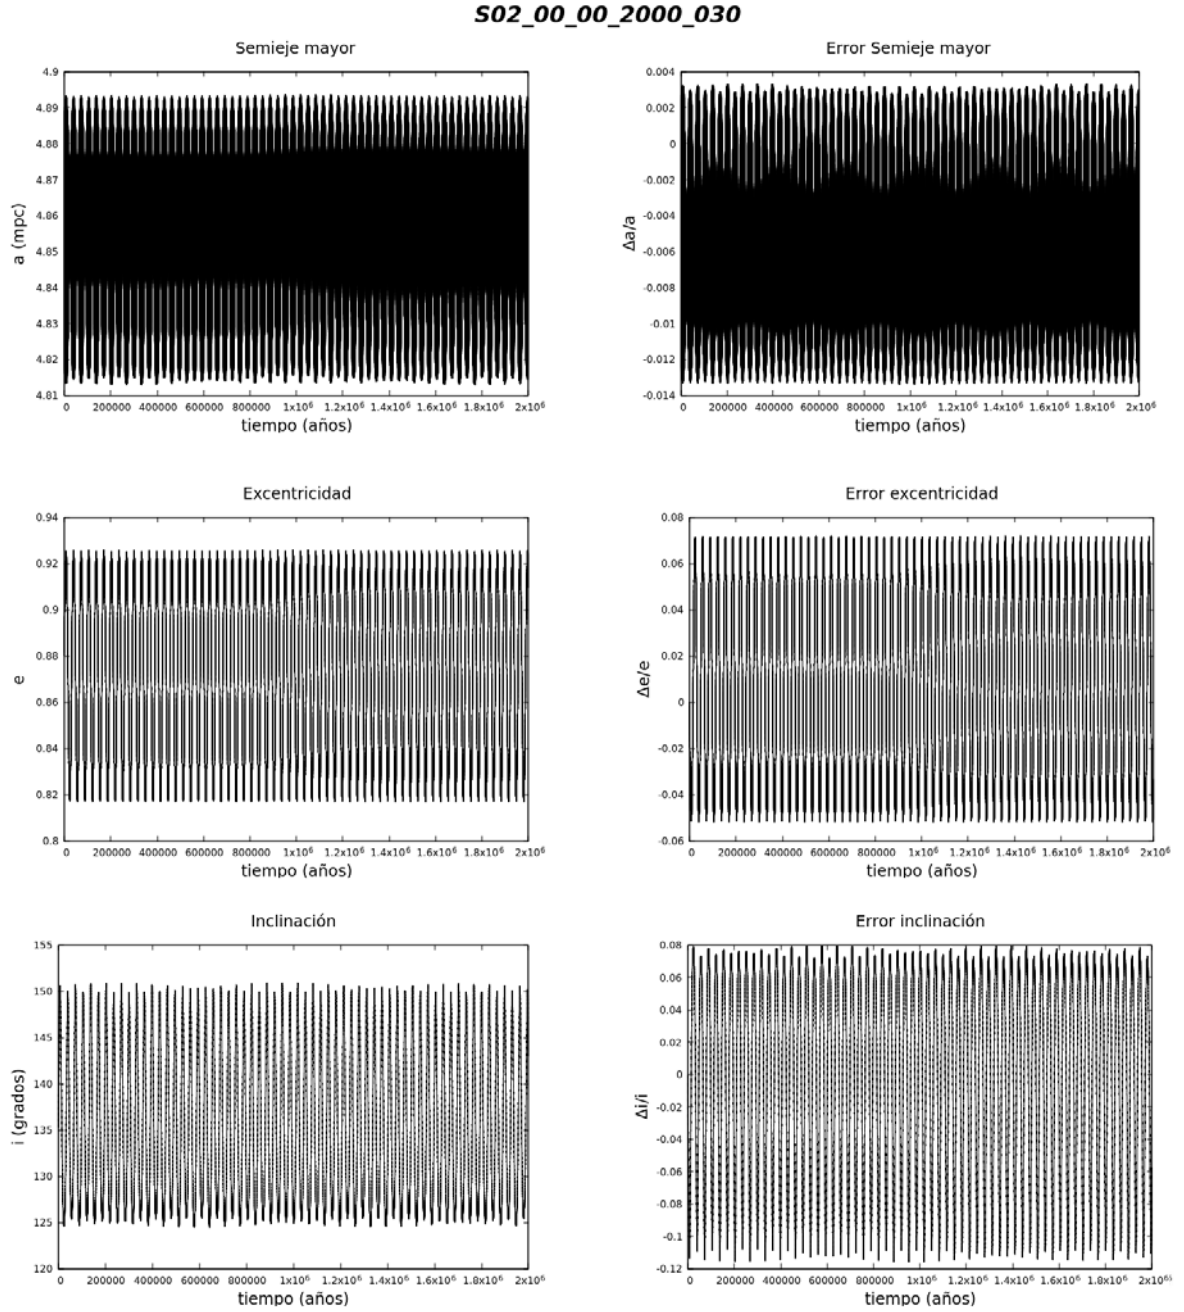 S02_00_00_2000_030
Semieje mayor
4.9
4.89
4.88
4.87
4.86
4.85
4.84
4.83
4.82
4.81
a (mpc)
0 200000 400000 600000 800000 1x10⁶ 1.2x10⁶ 1.4x10⁶ 1.6x10⁶ 1.8x10⁶ 2x10⁶
tiempo (años)
Error Semieje mayor
0.004
0.002
0
-0.002
-0.004
-0.006
-0.008
-0.01
-0.012
-0.014
Δa/a
0 200000 400000 600000 800000 1x10⁶ 1.2x10⁶ 1.4x10⁶ 1.6x10⁶ 1.8x10⁶ 2x10⁶
tiempo (años)
Excentricidad
0.94
0.92
0.9
0.88
0.86
0.84
0.82
0.8
e
0 200000 400000 600000 800000 1x10⁶ 1.2x10⁶ 1.4x10⁶ 1.6x10⁶ 1.8x10⁶ 2x10⁶
tiempo (años)
Error excentricidad
0.08
0.06
0.04
0.02
0
-0.02
-0.04
-0.06
Δe/e
0 200000 400000 600000 800000 1x10⁶ 1.2x10⁶ 1.4x10⁶ 1.6x10⁶ 1.8x10⁶ 2x10⁶
tiempo (años)
Inclinación
155
150
145
140
135
130
125
120
i (grados)
0 200000 400000 600000 800000 1x10⁶ 1.2x10⁶ 1.4x10⁶ 1.6x10⁶ 1.8x10⁶ 2x10⁶
tiempo (años)
Error inclinación
0.08
0.06
0.04
0.02
0
-0.02
-0.04
-0.06
-0.08
-0.1
-0.12
Δi/i
0 200000 400000 600000 800000 1x10⁶ 1.2x10⁶ 1.4x10⁶ 1.6x10⁶ 1.8x10⁶ 2x10⁶
tiempo (años)